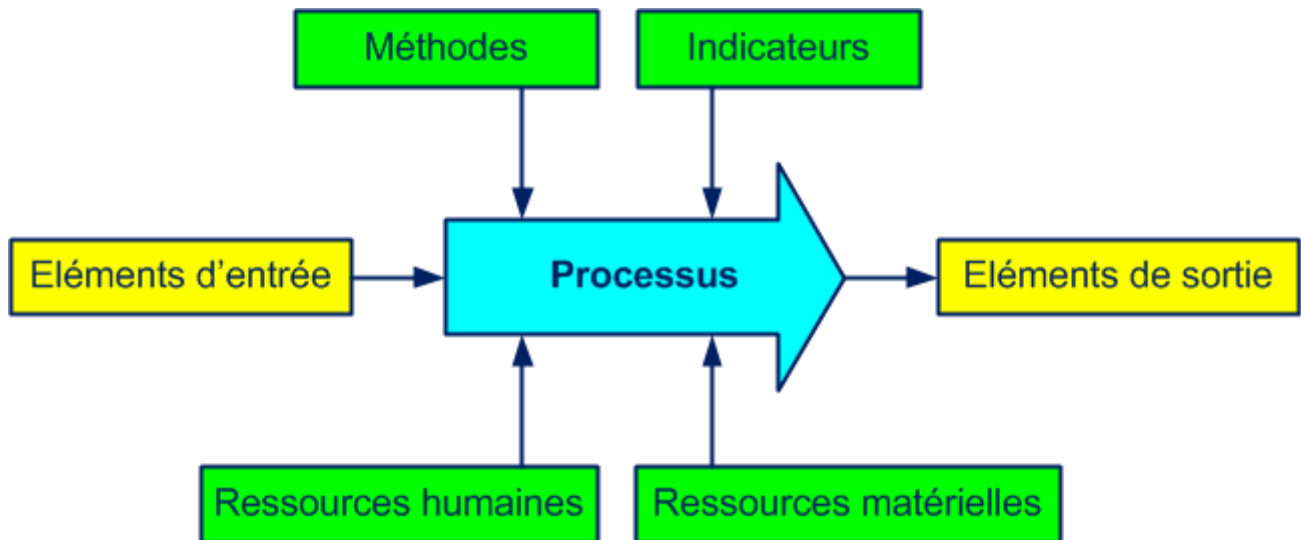 Méthodes
Indicateurs
Eléments d’entrée
Processus
Eléments de sortie
Ressources humaines
Ressources matérielles